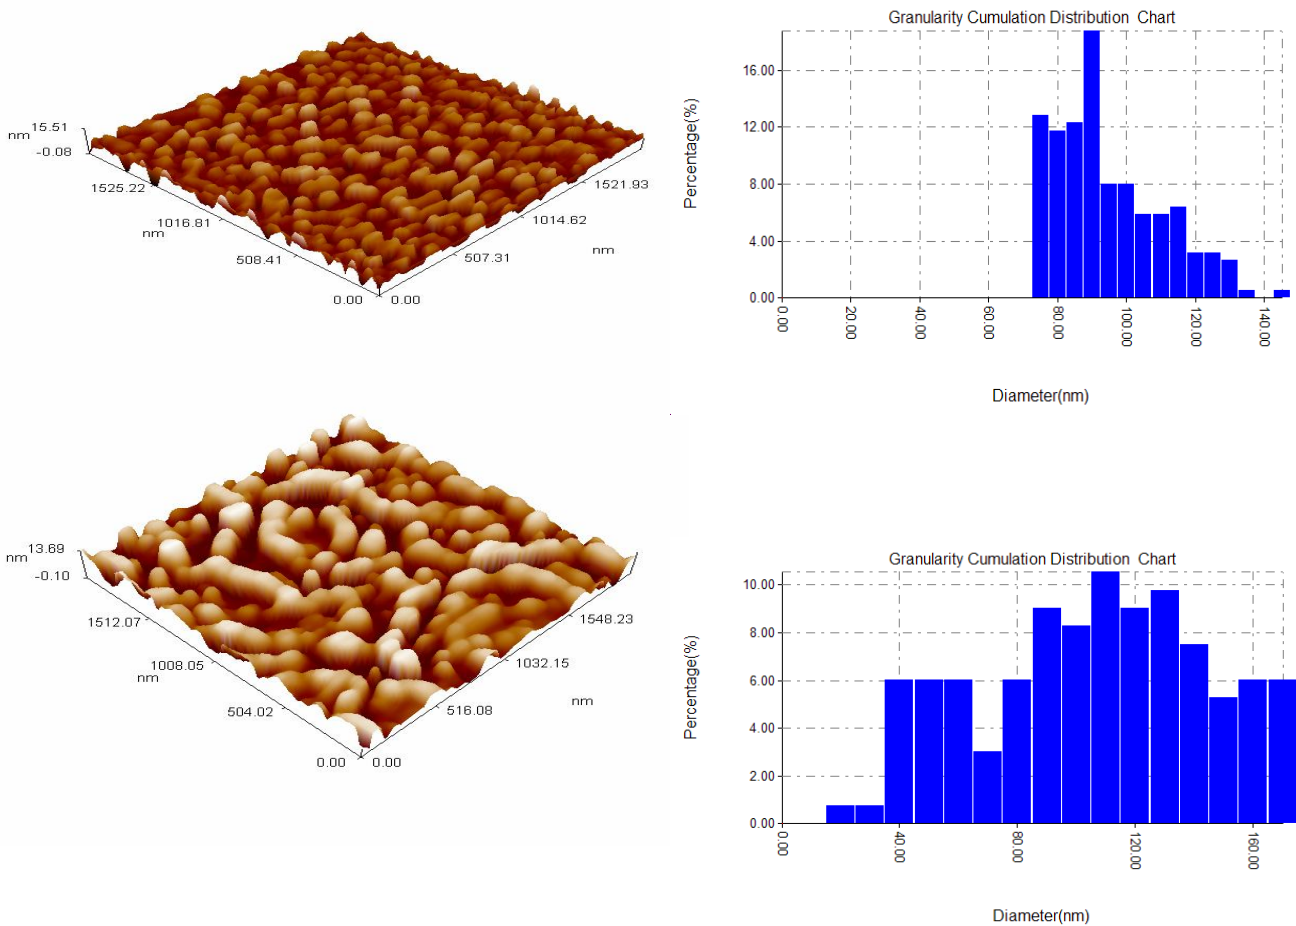 nm 15.51
-0.08
1525.22
1016.81
nm
508.41
0.00
0.00
507.31
nm
1014.62
1521.93
Granularity Cumulation Distribution Chart
Percentage(%)
16.00
12.00
8.00
4.00
0.00
0.00 20.00 40.00 60.00 80.00 100.00 120.00 140.00
Diameter(nm)
nm 13.69
-0.10
1512.07
1008.05
nm
504.02
0.00
0.00
516.08
nm
1032.15
1548.23
Granularity Cumulation Distribution Chart
Percentage(%)
10.00
8.00
6.00
4.00
2.00
0.00
0.00 40.00 80.00 120.00 160.00
Diameter(nm)